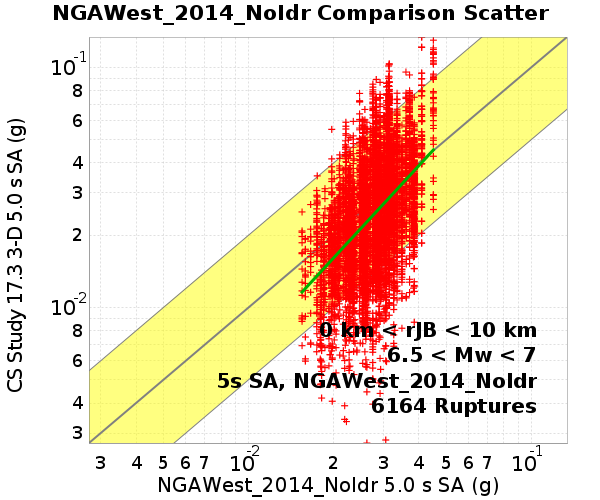 NGAWest_2014_NoIdr Comparison Scatter
CS Study 17.3 3-D 5.0 s SA (g)
10-1
8
6
4
3
2
10-2
8
6
4
3
0 km < rJB < 10 km
6.5 < Mw < 7
5s SA, NGAWest_2014_NoIdr
6164 Ruptures
3 4 5 6 7 10-2 2 3 4 5 6 7 10-1
NGAWest_2014_NoIdr 5.0 s SA (g)